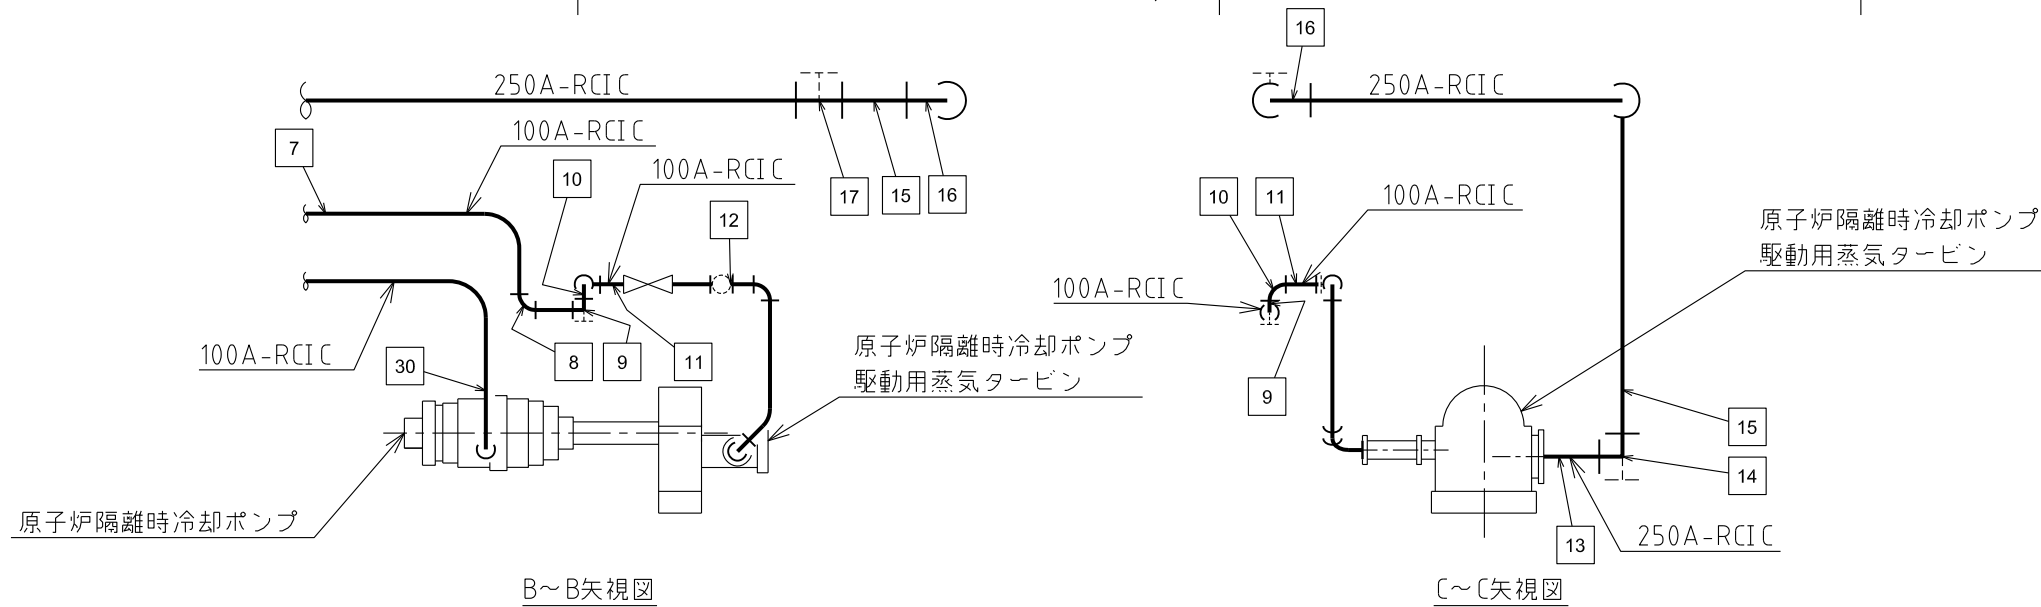 250A-RCIC
7
100A-RCIC
10
100A-RCIC
17
15
16
12
100A-RCIC
30
8
9
11
原子炉隔離時冷却ポンプ
駆動用蒸気タービン
原子炉隔離時冷却ポンプ
B～B矢視図
16
250A-RCIC
10
11
100A-RCIC
原子炉隔離時冷却ポンプ
駆動用蒸気タービン
100A-RCIC
9
15
14
13
250A-RCIC
C～C矢視図